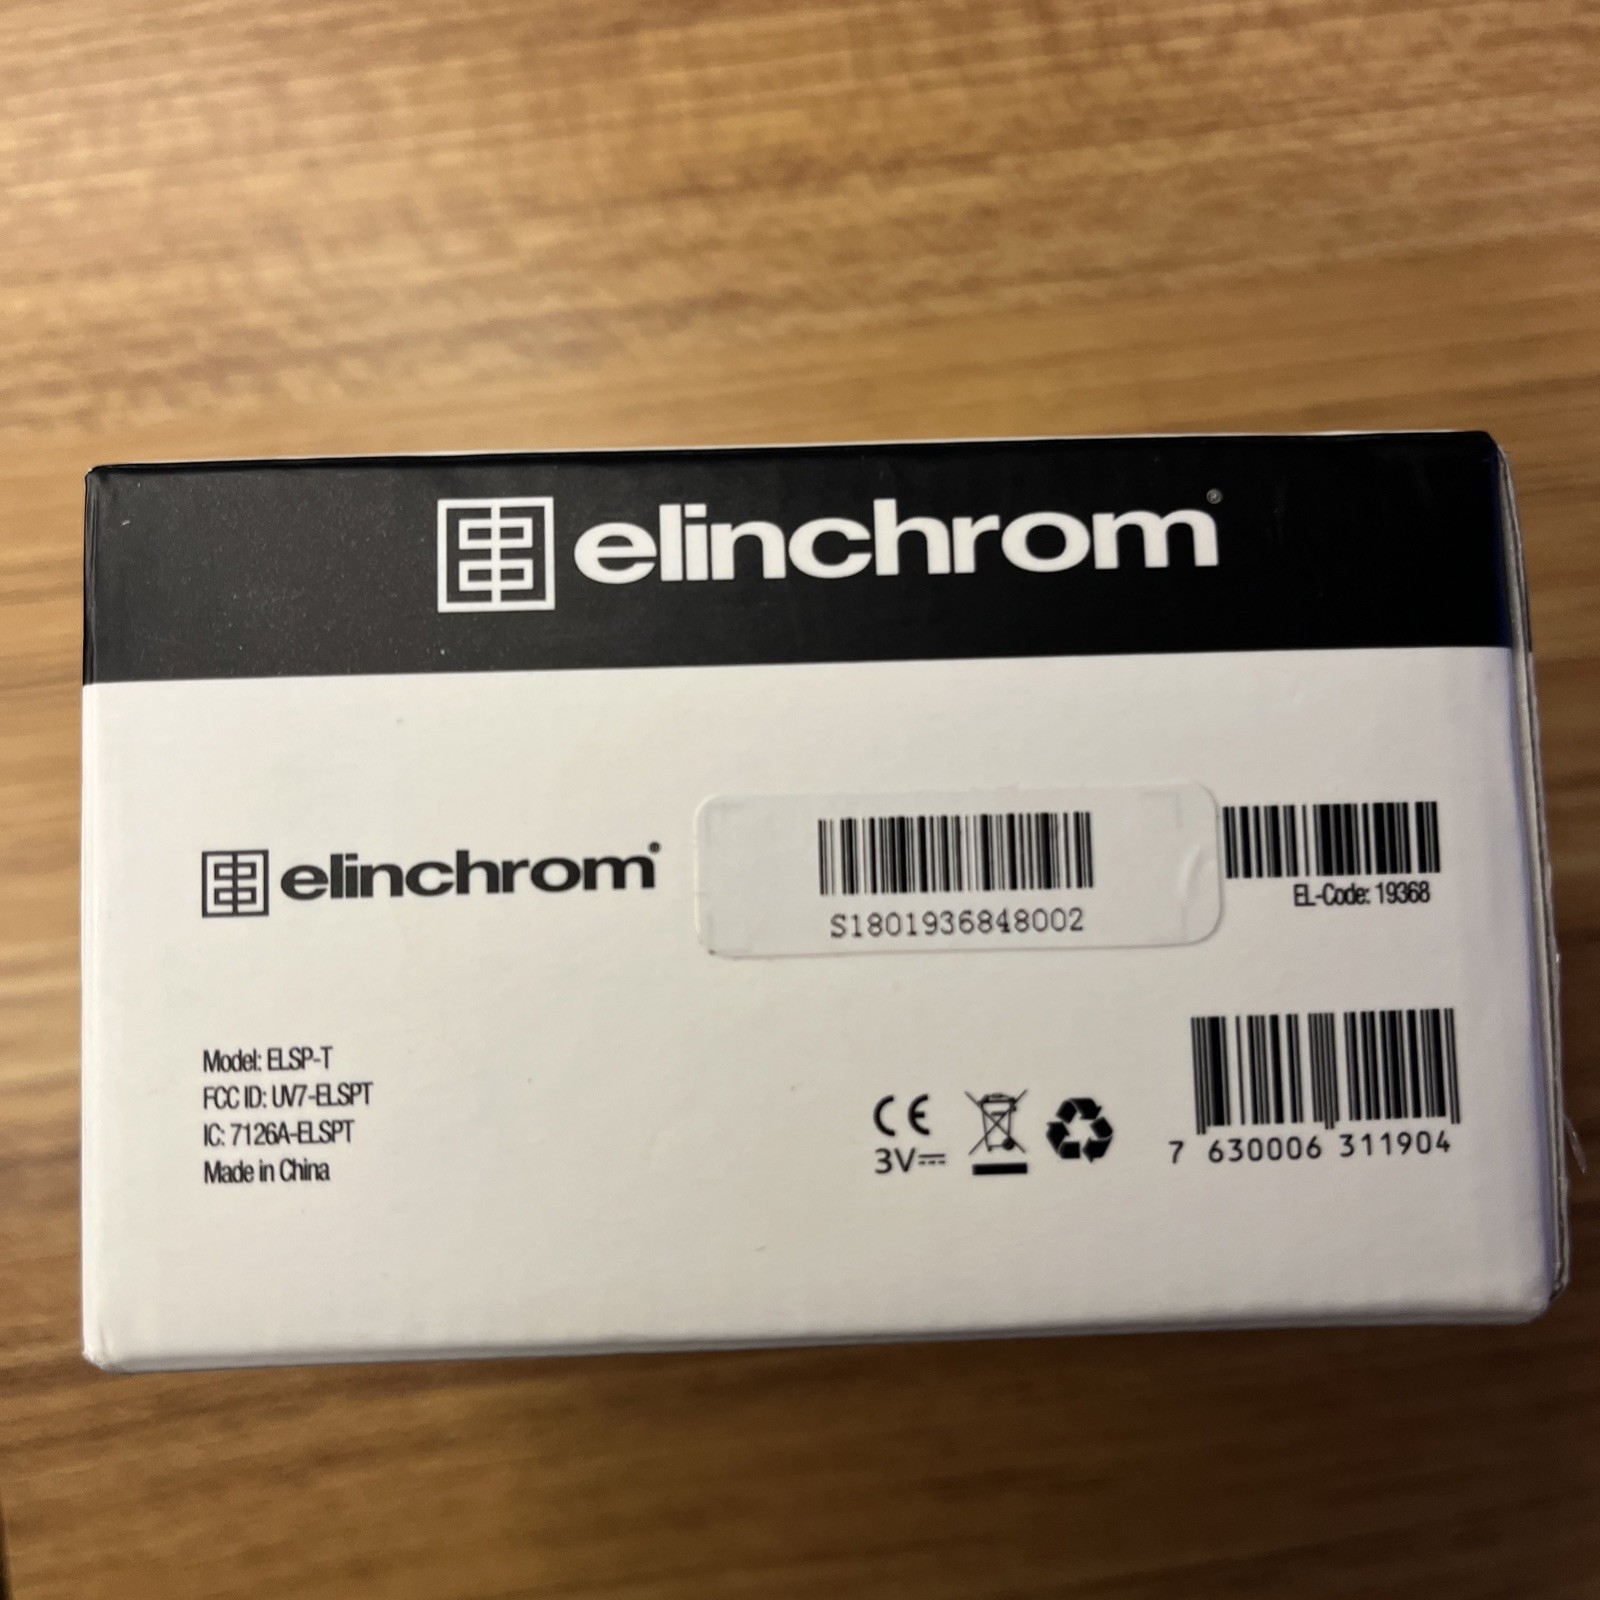 elinchrom®
elinchrom®
S1801936848002
EL-Code: 19368
Model: ELSP-T
FCC ID: UV7-ELSPT
IC: 7126A-ELSPT
Made in China
CE
3V⎓
7 630006 311904